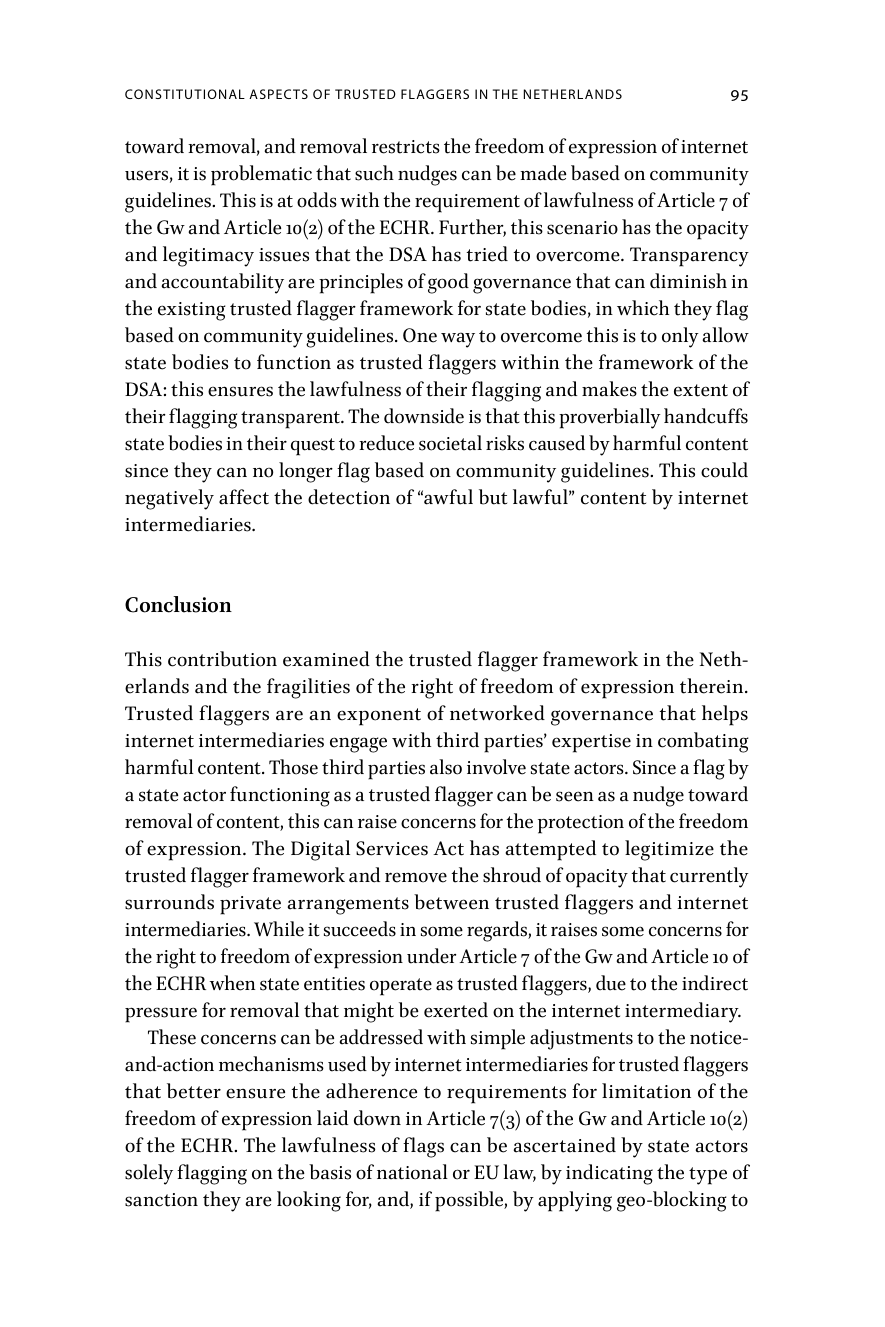 CONSTITUTIONAL ASPECTS OF TRUSTED FLAGGERS IN THE NETHERLANDS 95
toward removal, and removal restricts the freedom of expression of internet
users, it is problematic that such nudges can be made based on community
guidelines. This is at odds with the requirement of lawfulness of Article 7 of
the Gw and Article 10(2) of the ECHR. Further, this scenario has the opacity
and legitimacy issues that the DSA has tried to overcome. Transparency
and accountability are principles of good governance that can diminish in
the existing trusted flagger framework for state bodies, in which they flag
based on community guidelines. One way to overcome this is to only allow
state bodies to function as trusted flaggers within the framework of the
DSA: this ensures the lawfulness of their flagging and makes the extent of
their flagging transparent. The downside is that this proverbially handcuffs
state bodies in their quest to reduce societal risks caused by harmful content
since they can no longer flag based on community guidelines. This could
negatively affect the detection of “awful but lawful” content by internet
intermediaries.
Conclusion
This contribution examined the trusted flagger framework in the Neth-
erlands and the fragilities of the right of freedom of expression therein.
Trusted flaggers are an exponent of networked governance that helps
internet intermediaries engage with third parties’ expertise in combating
harmful content. Those third parties also involve state actors. Since a flag by
a state actor functioning as a trusted flagger can be seen as a nudge toward
removal of content, this can raise concerns for the protection of the freedom
of expression. The Digital Services Act has attempted to legitimize the
trusted flagger framework and remove the shroud of opacity that currently
surrounds private arrangements between trusted flaggers and internet
intermediaries. While it succeeds in some regards, it raises some concerns for
the right to freedom of expression under Article 7 of the Gw and Article 10 of
the ECHR when state entities operate as trusted flaggers, due to the indirect
pressure for removal that might be exerted on the internet intermediary.
These concerns can be addressed with simple adjustments to the notice-
and-action mechanisms used by internet intermediaries for trusted flaggers
that better ensure the adherence to requirements for limitation of the
freedom of expression laid down in Article 7(3) of the Gw and Article 10(2)
of the ECHR. The lawfulness of flags can be ascertained by state actors
solely flagging on the basis of national or EU law, by indicating the type of
sanction they are looking for, and, if possible, by applying geo-blocking to